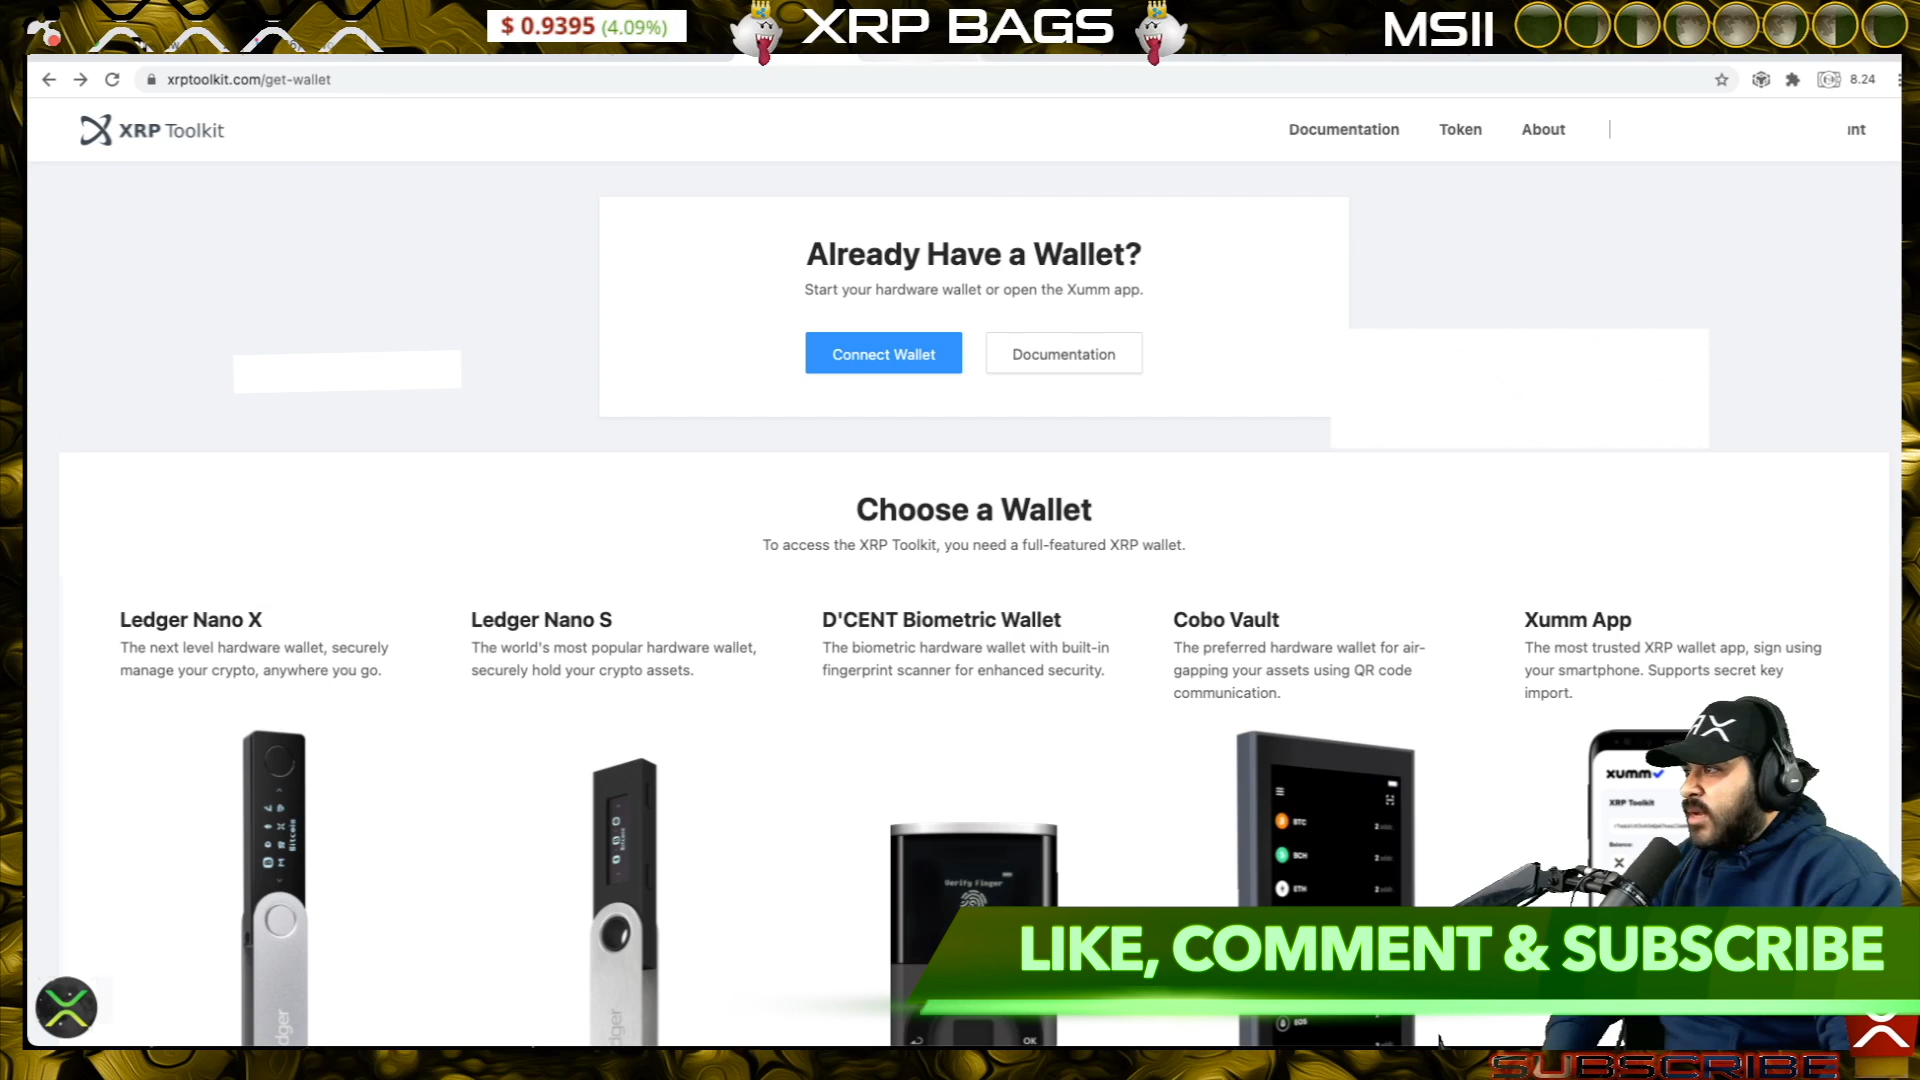 $ 0.9395 (4.09%)
XRP BAGS
MSII
xrptoolkit.com/get-wallet
8.24
XRP Toolkit
Documentation
Token
About
Already Have a Wallet?
Start your hardware wallet or open the Xumm app.
Connect Wallet
Documentation
Choose a Wallet
To access the XRP Toolkit, you need a full-featured XRP wallet.
Ledger Nano X
The next level hardware wallet, securely
manage your crypto, anywhere you go.
Ledger Nano S
The world's most popular hardware wallet,
securely hold your crypto assets.
D'CENT Biometric Wallet
The biometric hardware wallet with built-in
fingerprint scanner for enhanced security.
Cobo Vault
The preferred hardware wallet for air-
gapping your assets using QR code
communication.
Xumm App
The most trusted XRP wallet app, sign using
your smartphone. Supports secret key
import.
Bitcoin
Verify Finger
OK
BTC
BCH
ETH
EOS
xumm
XRP Toolkit
Balance:
LIKE, COMMENT & SUBSCRIBE
SUBSCRIBE